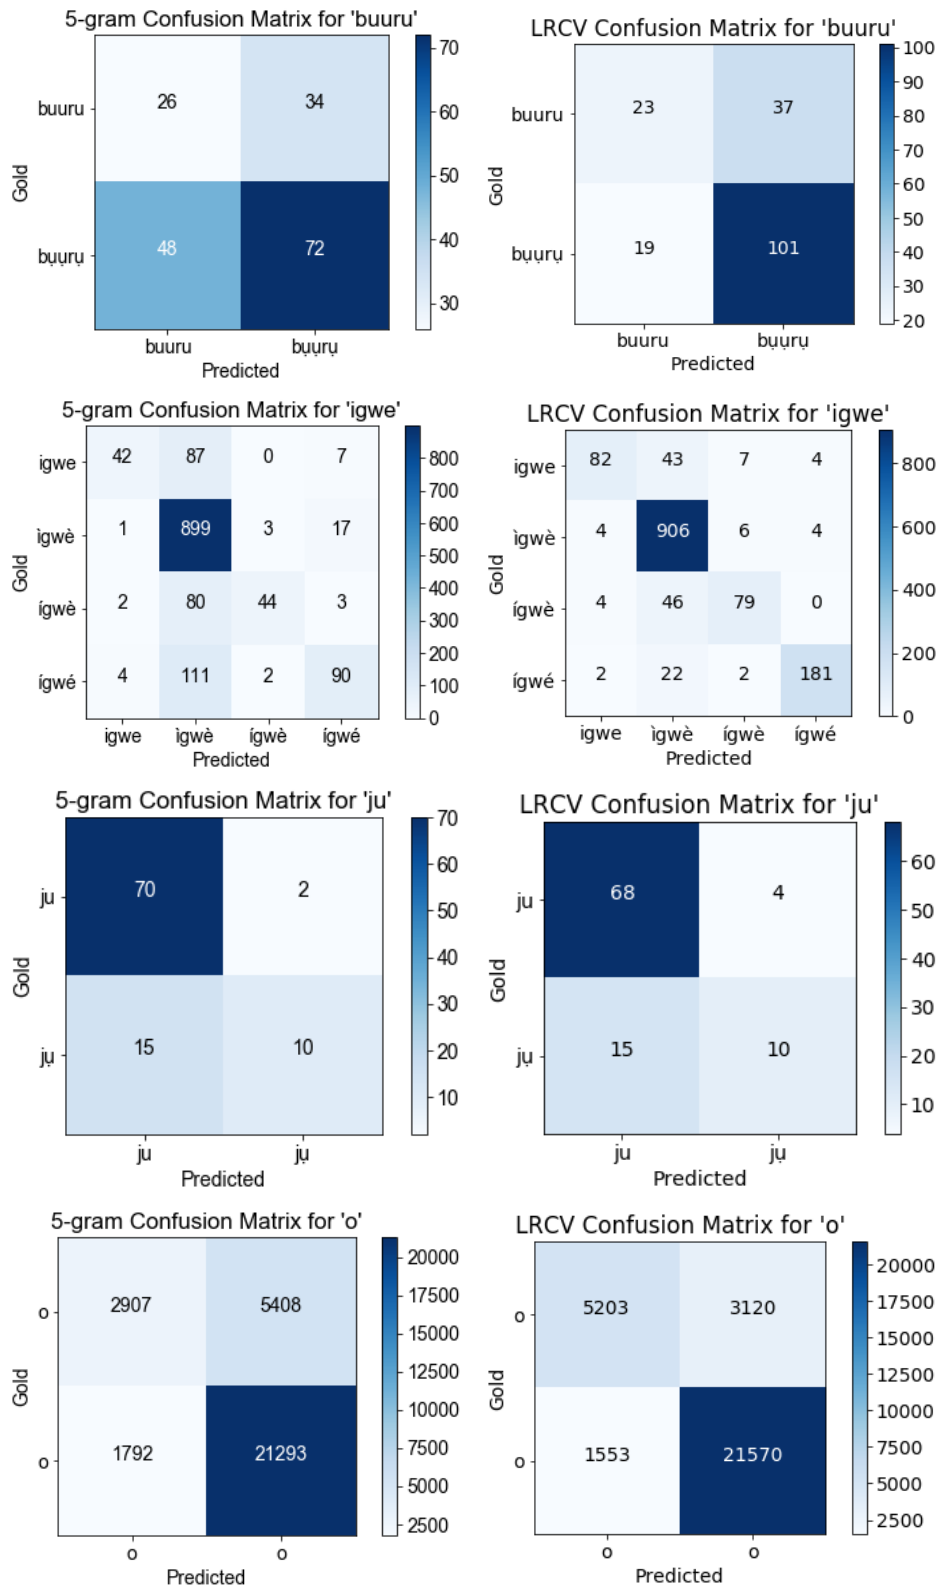 5-gram Confusion Matrix for 'buuru'
buuru 26 34
Gold
bụụrụ 48 72
buuru bụụrụ
Predicted
70
60
50
40
30
LRCV Confusion Matrix for 'buuru'
buuru 23 37
Gold
bụụrụ 19 101
buuru bụụrụ
Predicted
100
90
80
70
60
50
40
30
20
5-gram Confusion Matrix for 'igwe'
igwe 42 87 0 7
ìgwè 1 899 3 17
Gold
ígwè 2 80 44 3
ígwé 4 111 2 90
igwe ìgwè ígwè ígwé
Predicted
800
700
600
500
400
300
200
100
0
LRCV Confusion Matrix for 'igwe'
igwe 82 43 7 4
ìgwè 4 906 6 4
Gold
ígwè 4 46 79 0
ígwé 2 22 2 181
igwe ìgwè ígwè ígwé
Predicted
800
600
400
200
0
5-gram Confusion Matrix for 'ju'
ju 70 2
Gold
jụ 15 10
ju jụ
Predicted
70
60
50
40
30
20
10
LRCV Confusion Matrix for 'ju'
ju 68 4
Gold
jụ 15 10
ju jụ
Predicted
60
50
40
30
20
10
5-gram Confusion Matrix for 'o'
o 2907 5408
Gold
o 1792 21293
o o
Predicted
20000
17500
15000
12500
10000
7500
5000
2500
LRCV Confusion Matrix for 'o'
o 5203 3120
Gold
o 1553 21570
o o
Predicted
20000
17500
15000
12500
10000
7500
5000
2500